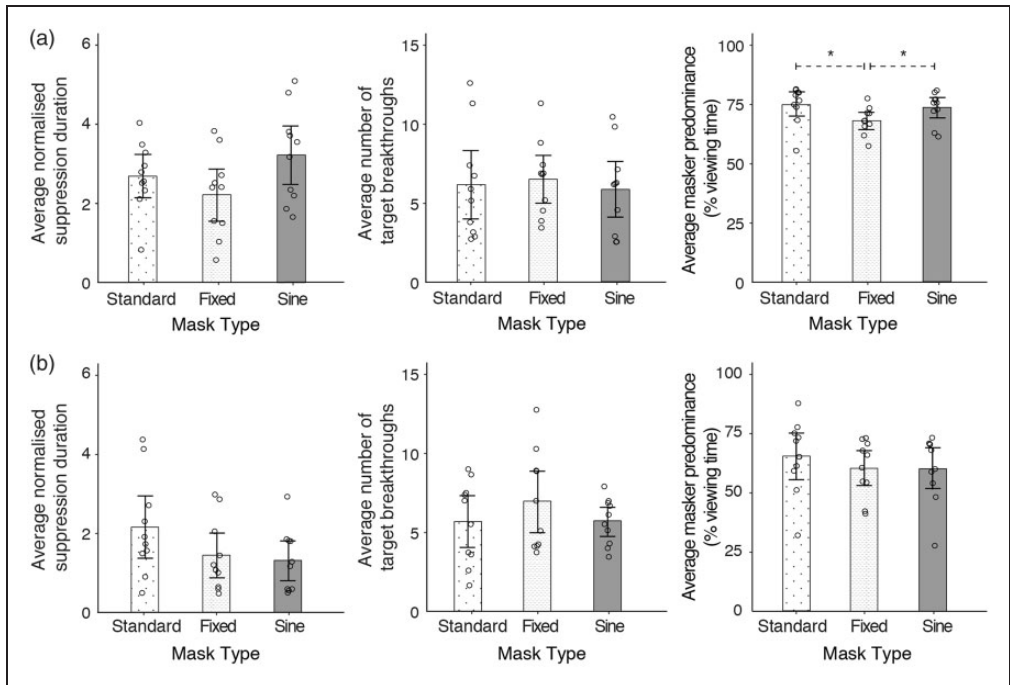 (a)
Average normalised
suppression duration
6
4
2
0
Standard Fixed Sine
Mask Type
Average number of
target breakthroughs
15
10
5
0
Standard Fixed Sine
Mask Type
Average masker predominance
(% viewing time)
100
75
50
25
0
* *
Standard Fixed Sine
Mask Type
(b)
Average normalised
suppression duration
6
4
2
0
Standard Fixed Sine
Mask Type
Average number of
target breakthroughs
15
10
5
0
Standard Fixed Sine
Mask Type
Average masker predominance
(% viewing time)
100
75
50
25
0
Standard Fixed Sine
Mask Type